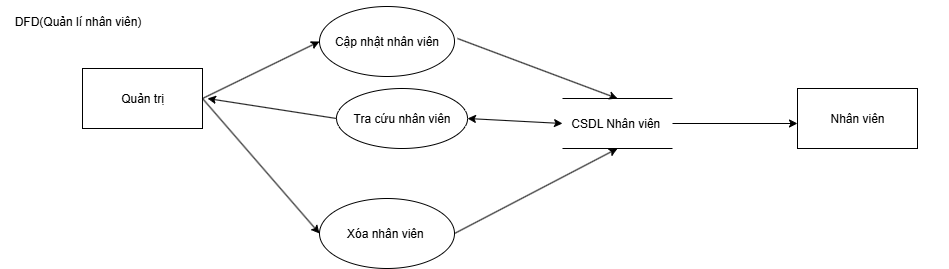 DFD(Quản lí nhân viên)
Cập nhật nhân viên
Quản trị
Tra cứu nhân viên
CSDL Nhân viên
Nhân viên
Xóa nhân viên